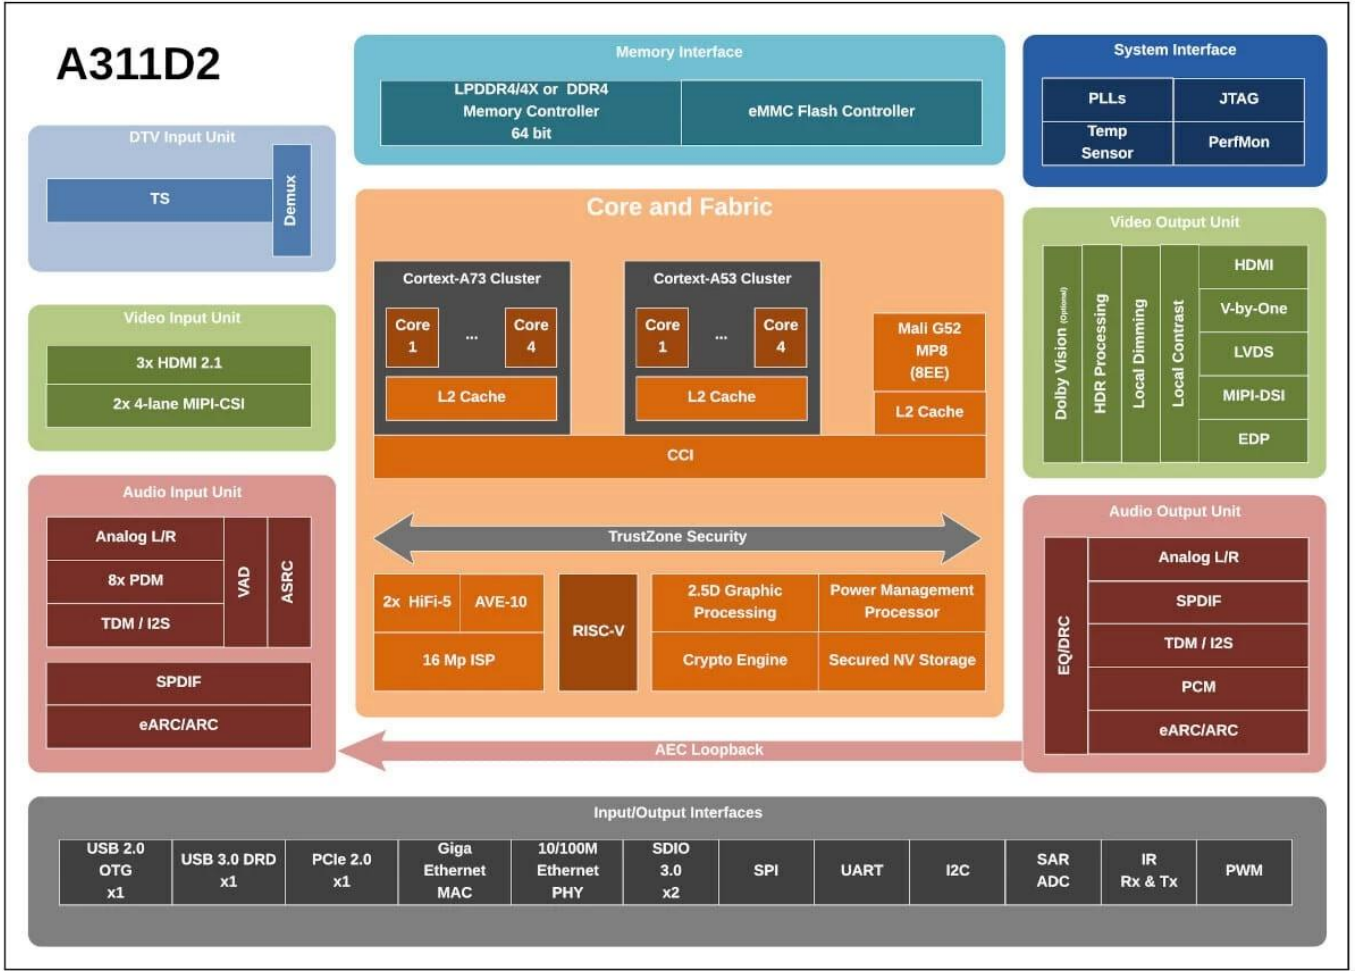 A311D2
Memory Interface
LPDDR4/4X or DDR4
Memory Controller
64 bit
eMMC Flash Controller
System Interface
PLLs
JTAG
Temp
Sensor
PerfMon
DTV Input Unit
TS
Demux
Video Input Unit
3x HDMI 2.1
2x 4-lane MIPI-CSI
Audio Input Unit
Analog L/R
8x PDM
TDM / I2S
VAD
ASRC
SPDIF
eARC/ARC
Core and Fabric
Cortext-A73 Cluster
Core
1
...
Core
4
L2 Cache
Cortext-A53 Cluster
Core
1
...
Core
4
L2 Cache
Mali G52
MP8
(8EE)
L2 Cache
CCI
TrustZone Security
2x HiFi-5
AVE-10
16 Mp ISP
RISC-V
2.5D Graphic
Processing
Power Management
Processor
Crypto Engine
Secured NV Storage
AEC Loopback
Video Output Unit
Dolby Vision (Optional)
HDR Processing
Local Dimming
Local Contrast
HDMI
V-by-One
LVDS
MIPI-DSI
EDP
Audio Output Unit
EQ/DRC
Analog L/R
SPDIF
TDM / I2S
PCM
eARC/ARC
Input/Output Interfaces
USB 2.0
OTG
x1
USB 3.0 DRD
x1
PCIe 2.0
x1
Giga
Ethernet
MAC
10/100M
Ethernet
PHY
SDIO
3.0
x2
SPI
UART
I2C
SAR
ADC
IR
Rx & Tx
PWM